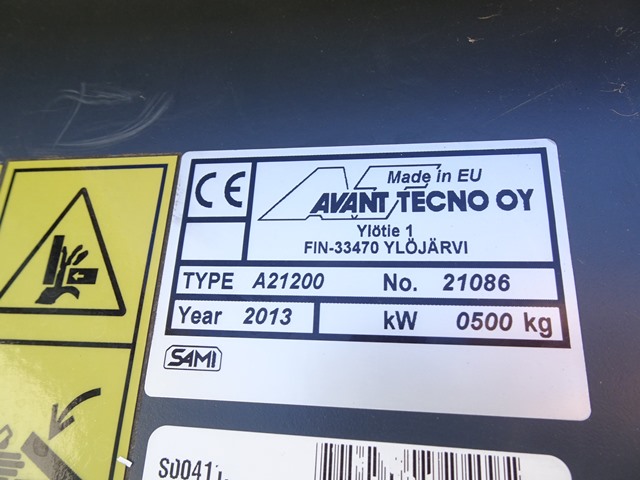 CE
Made in EU
AVANT TECNO OY
Ylötie 1
FIN-33470 YLÖJÄRVI
TYPE A21200 No. 21086
Year 2013 kW 0500 kg
SAMI